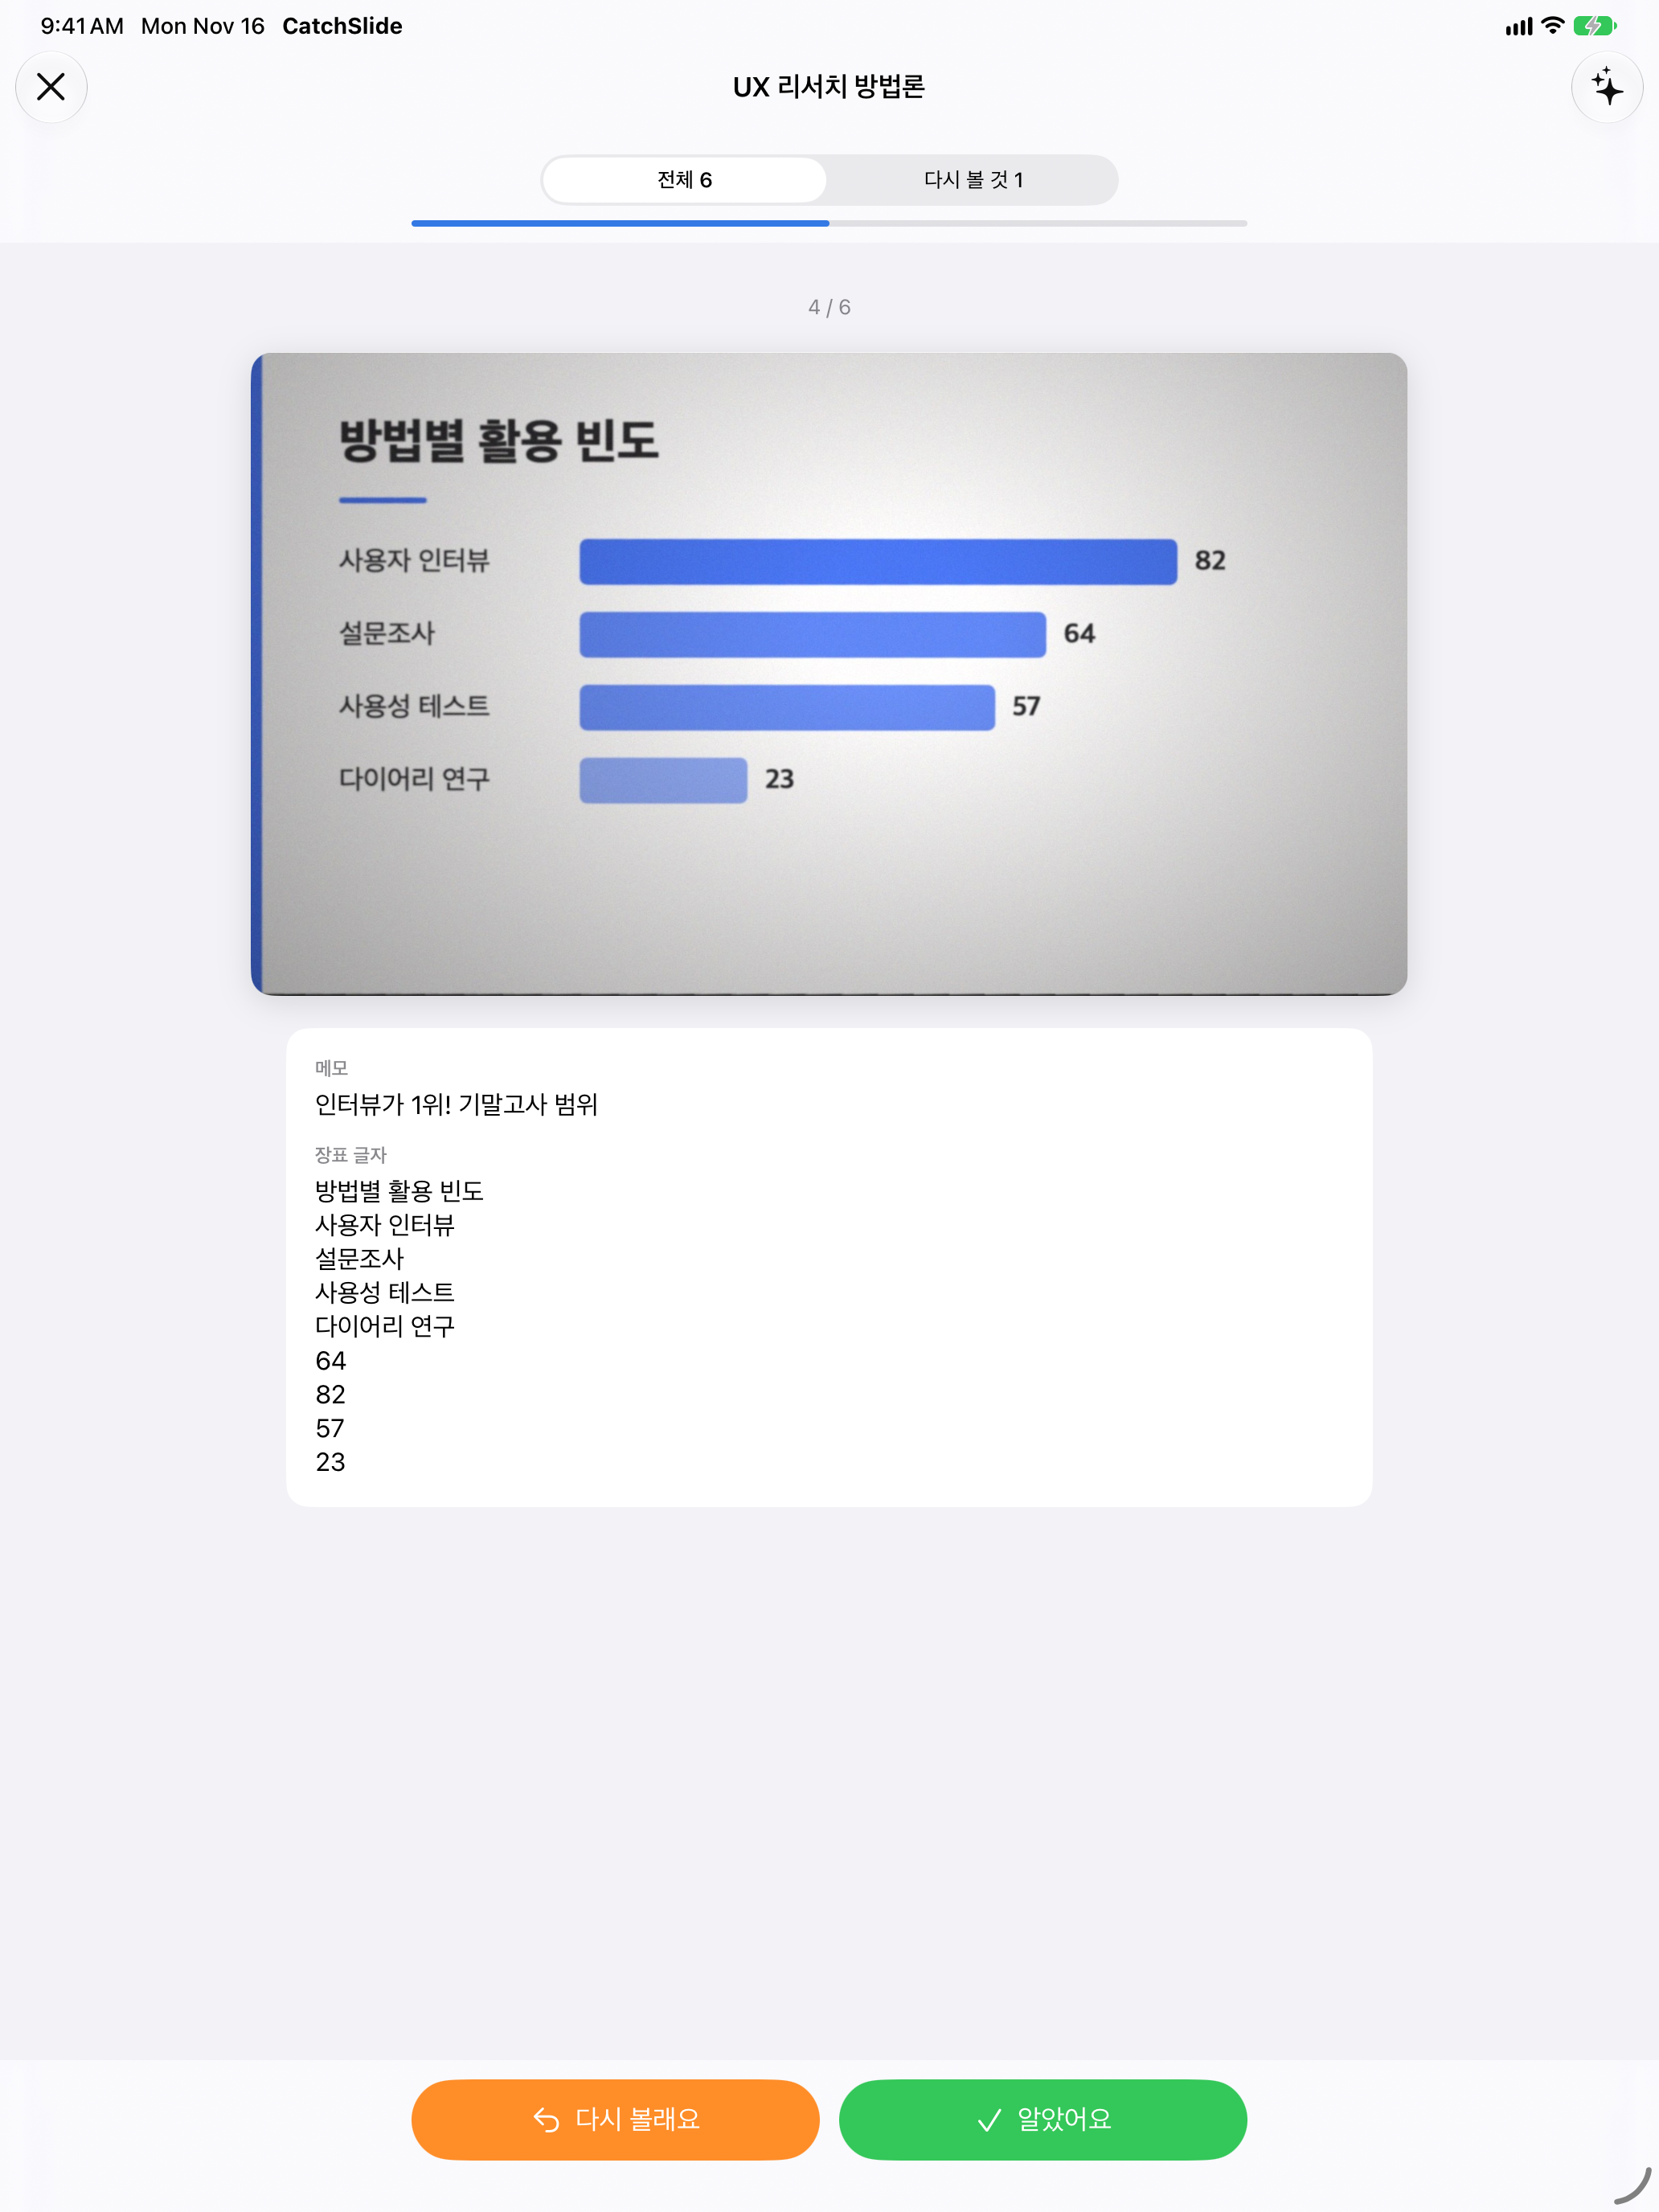 9:41 AM Mon Nov 16 CatchSlide
UX 리서치 방법론
전체 6
다시 볼 것 1
4 / 6
방법별 활용 빈도
사용자 인터뷰 82
설문조사 64
사용성 테스트 57
다이어리 연구 23
메모
인터뷰가 1위! 기말고사 범위
장표 글자
방법별 활용 빈도
사용자 인터뷰
설문조사
사용성 테스트
다이어리 연구
64
82
57
23
다시 볼래요
알았어요